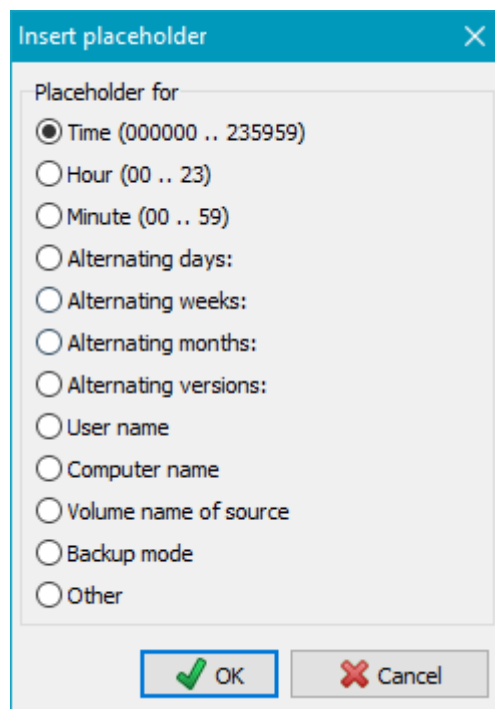 Insert placeholder
Placeholder for
Time (000000 .. 235959)
Hour (00 .. 23)
Minute (00 .. 59)
Alternating days:
Alternating weeks:
Alternating months:
Alternating versions:
User name
Computer name
Volume name of source
Backup mode
Other
OK
Cancel